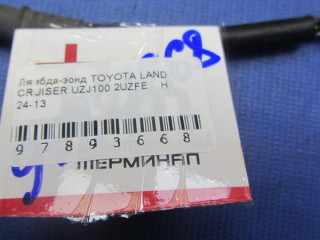 Лямбда-зонд TOYOTA LAND
CRUISER UZJ100 2UZFE Н
24-13
97893668
ТЕРМИНАЛ